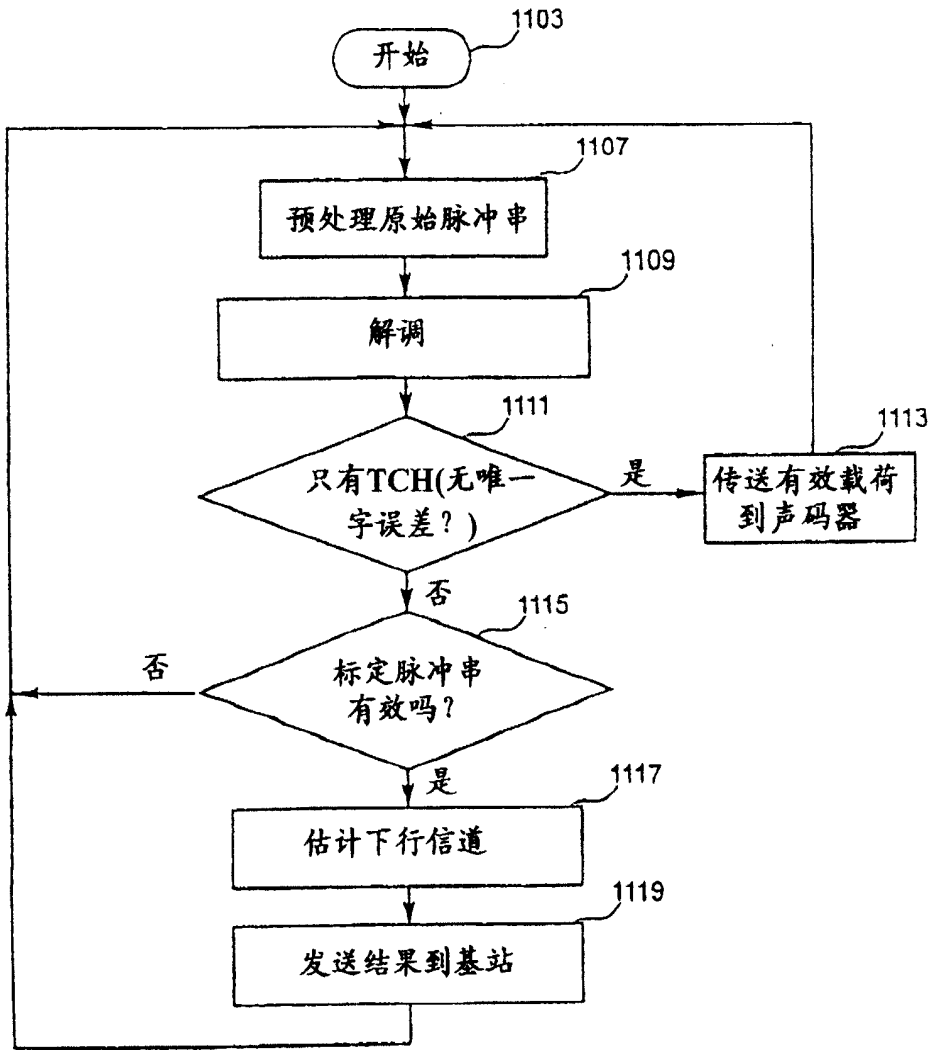 1103
开始
1107
预处理原始脉冲串
1109
解调
1111
只有TCH(无唯一
字误差?)
是
1113
传送有效载荷
到声码器
否
1115
标定脉冲串
有效吗?
否
是
1117
估计下行信道
1119
发送结果到基站